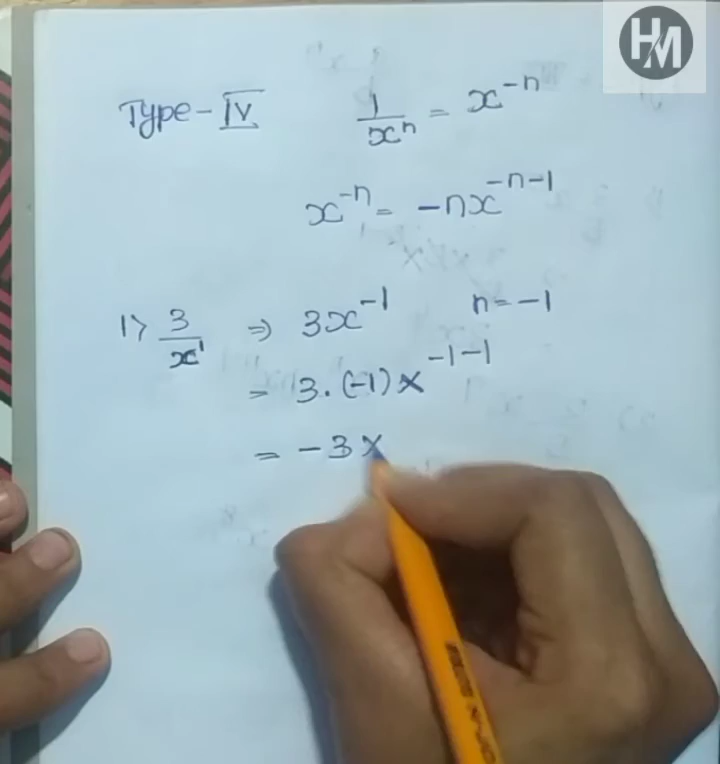 HM
Type - IV 1/xⁿ = x⁻ⁿ
x⁻ⁿ = -nx⁻ⁿ⁻¹
1> 3/x¹ ⇒ 3x⁻¹ n = -1
= 3.(-1)x⁻¹⁻¹
= -3x